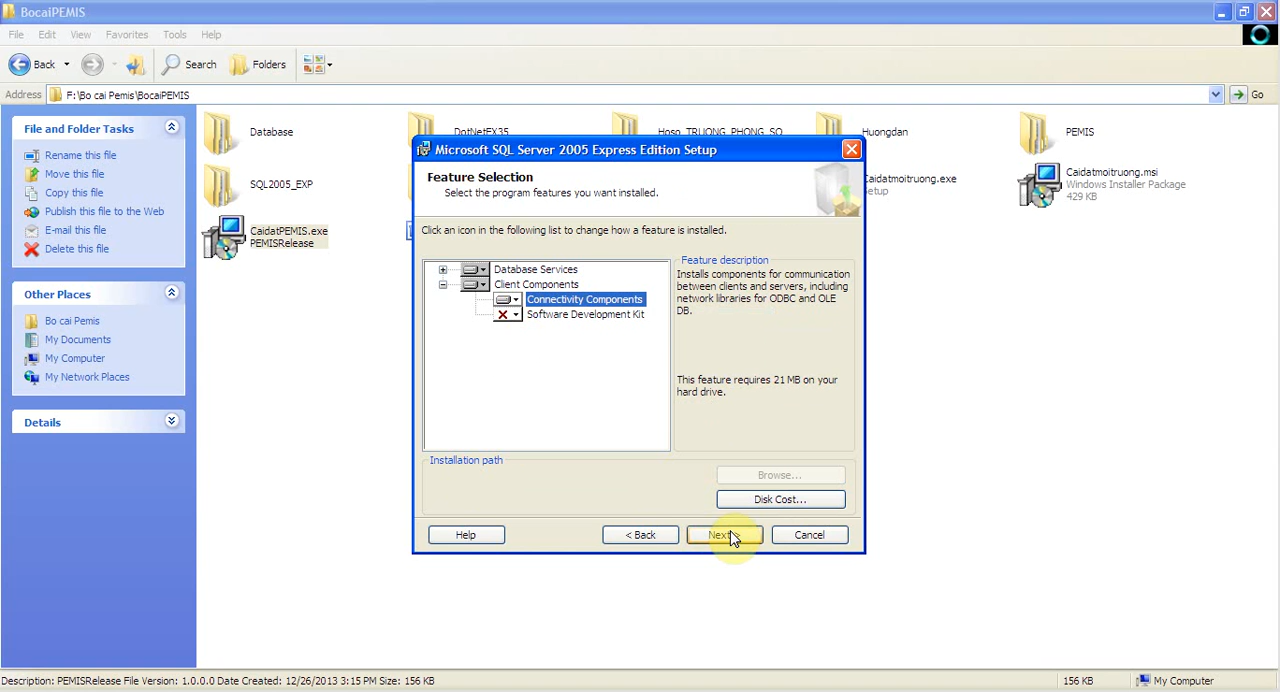 BocaiPEMIS
File Edit View Favorites Tools Help
Back Search Folders
Address F:\Bo cai Pemis\BocaiPEMIS Go
File and Folder Tasks
Rename this file
Move this file
Copy this file
Publish this file to the Web
E-mail this file
Delete this file
Other Places
Bo cai Pemis
My Documents
My Computer
My Network Places
Details
Database
DotNetEX35
Hoso_TRUONG_PHONG_SO
Huongdan
PEMIS
SQL2005_EXP
Caidatmoitruong.exe
Setup
Caidatmoitruong.msi
Windows Installer Package
429 KB
CaidatPEMIS.exe
PEMISRelease
Microsoft SQL Server 2005 Express Edition Setup
Feature Selection
Select the program features you want installed.
Click an icon in the following list to change how a feature is installed.
Database Services
Client Components
Connectivity Components
Software Development Kit
Feature description
Installs components for communication
between clients and servers, including
network libraries for ODBC and OLE
DB.
This feature requires 21 MB on your
hard drive.
Installation path
Browse...
Disk Cost...
Help < Back Next > Cancel
Description: PEMISRelease File Version: 1.0.0.0 Date Created: 12/26/2013 3:15 PM Size: 156 KB 156 KB My Computer